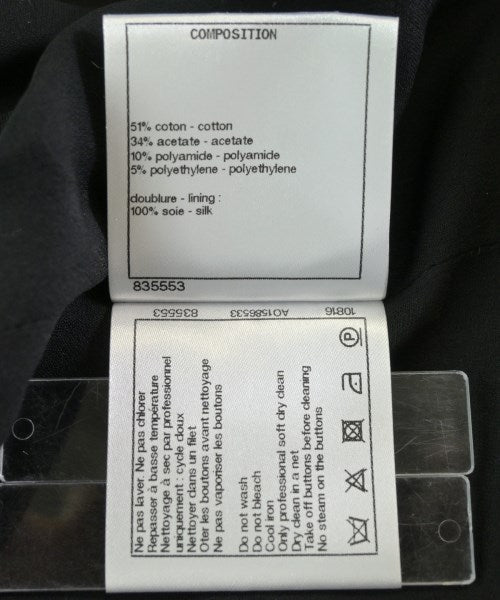 COMPOSITION
51% coton - cotton
34% acetate - acetate
10% polyamide - polyamide
5% polyethylene - polyethylene
doublure - lining :
100% soie - silk
835553
835553 AO1586533 10816
Ne pas laver. Ne pas chlorer
Repasser à basse température
Nettoyage à sec par professionnel
uniquement : cycle doux
Nettoyer dans un filet
Oter les boutons avant nettoyage
Ne pas vaporiser les boutons
Do not wash
Do not bleach
Cool iron
Only professional soft dry clean
Dry clean in a net
Take off buttons before cleaning
No steam on the buttons
P